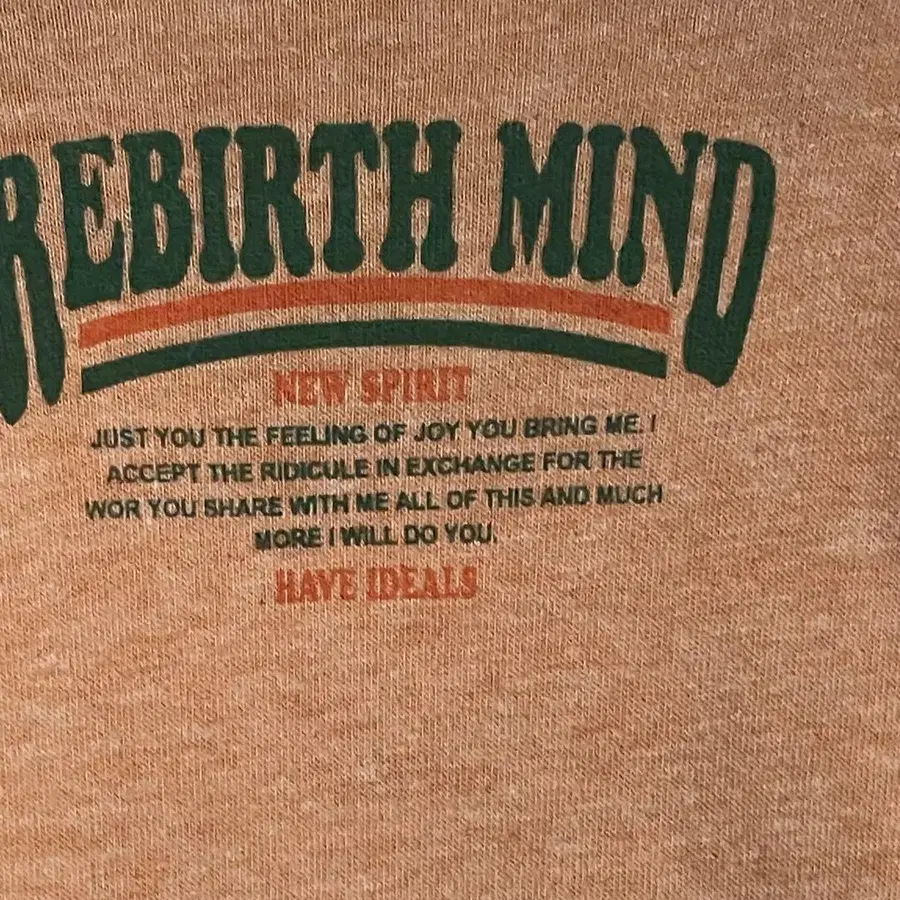 REBIRTH MIND
NEW SPIRIT
JUST YOU THE FEELING OF JOY YOU BRING ME. I
ACCEPT THE RIDICULE IN EXCHANGE FOR THE
WOR YOU SHARE WITH ME ALL OF THIS AND MUCH
MORE I WILL DO YOU.
HAVE IDEALS